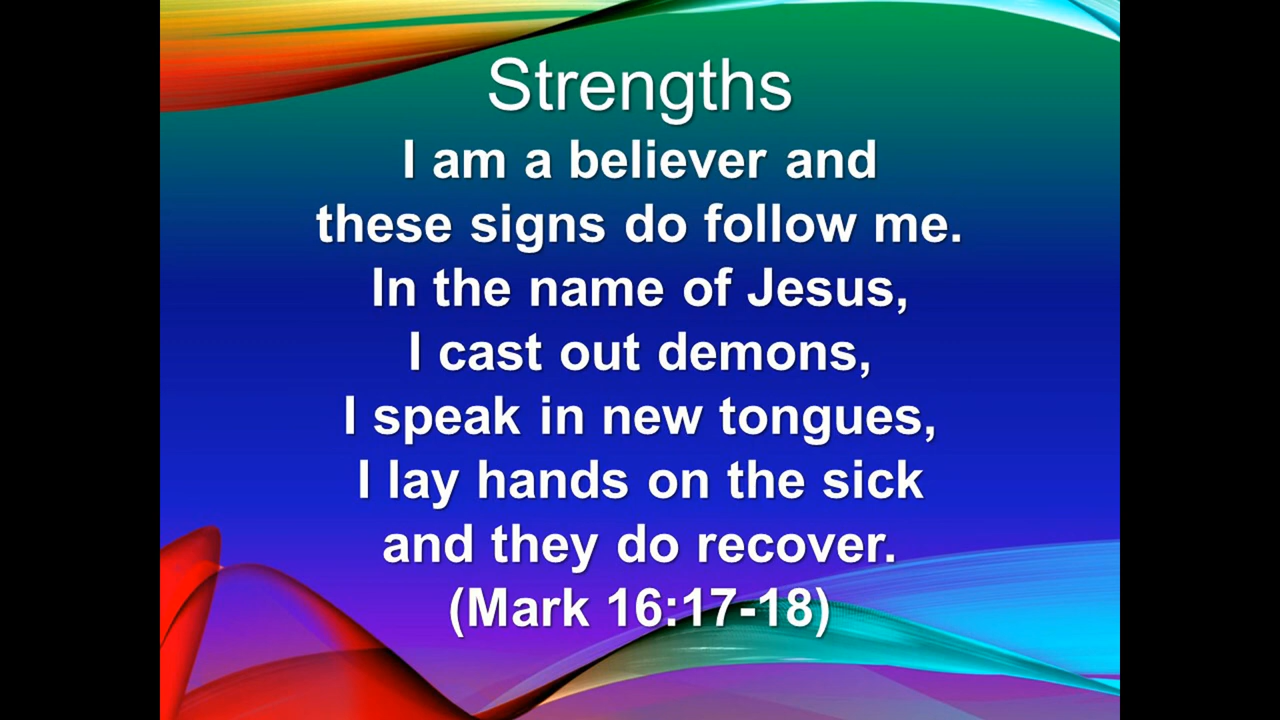 Strengths
I am a believer and
these signs do follow me.
In the name of Jesus,
I cast out demons,
I speak in new tongues,
I lay hands on the sick
and they do recover.
(Mark 16:17-18)